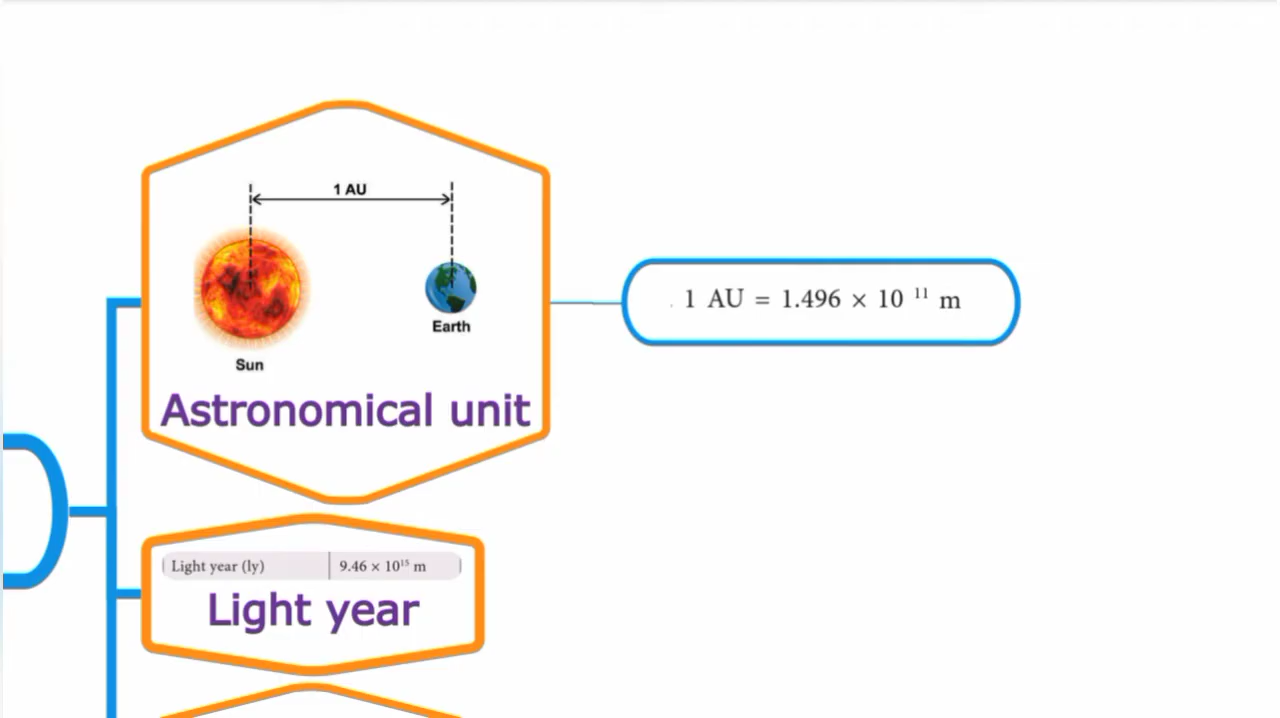 1 AU
Sun
Earth
Astronomical unit
1 AU = 1.496 × 10 ¹¹ m
Light year (ly) 9.46 × 10¹⁵ m
Light year